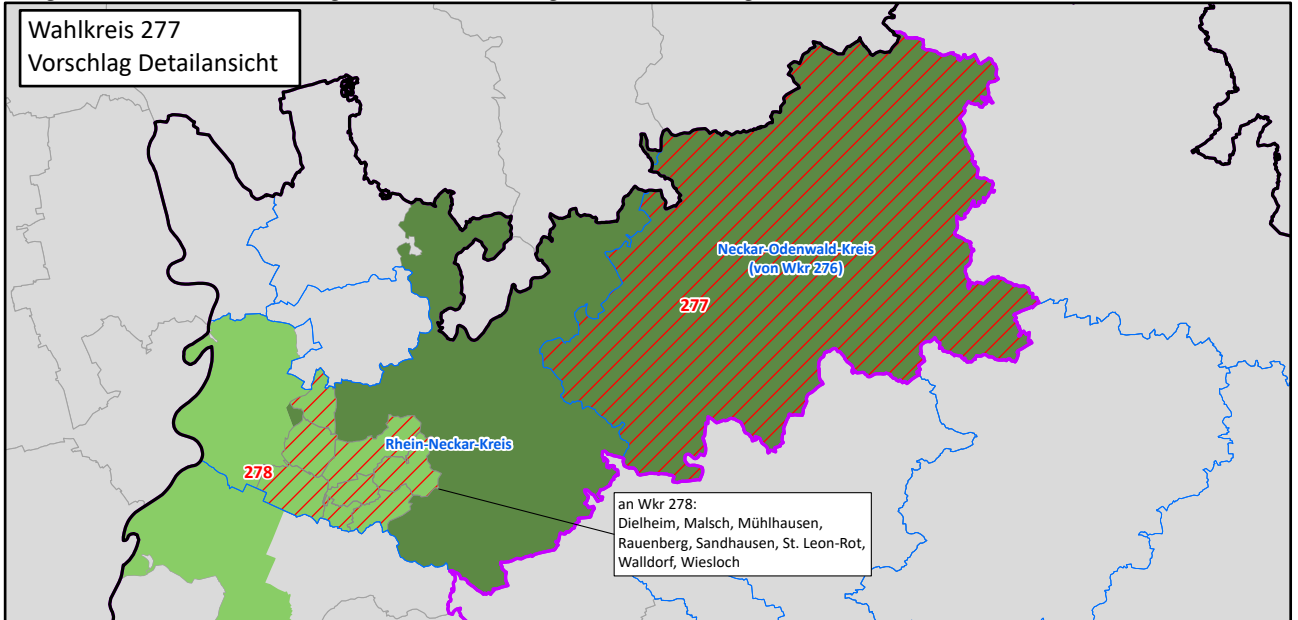 Wahlkreis 277
Vorschlag Detailansicht
Neckar-Odenwald-Kreis
(von Wkr 276)
277
Rhein-Neckar-Kreis
278
an Wkr 278:
Dielheim, Malsch, Mühlhausen,
Rauenberg, Sandhausen, St. Leon-Rot,
Walldorf, Wiesloch